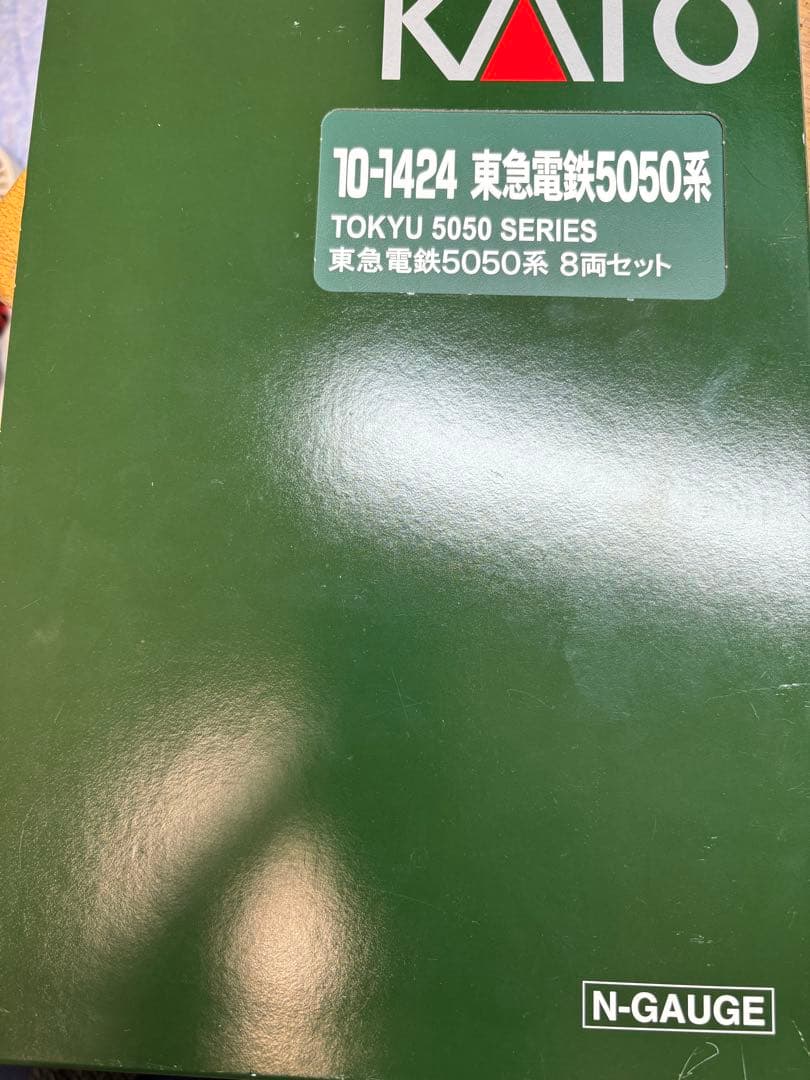 KATO
10-1424 東急電鉄5050系
TOKYU 5050 SERIES
東急電鉄5050系 8両セット
N-GAUGE